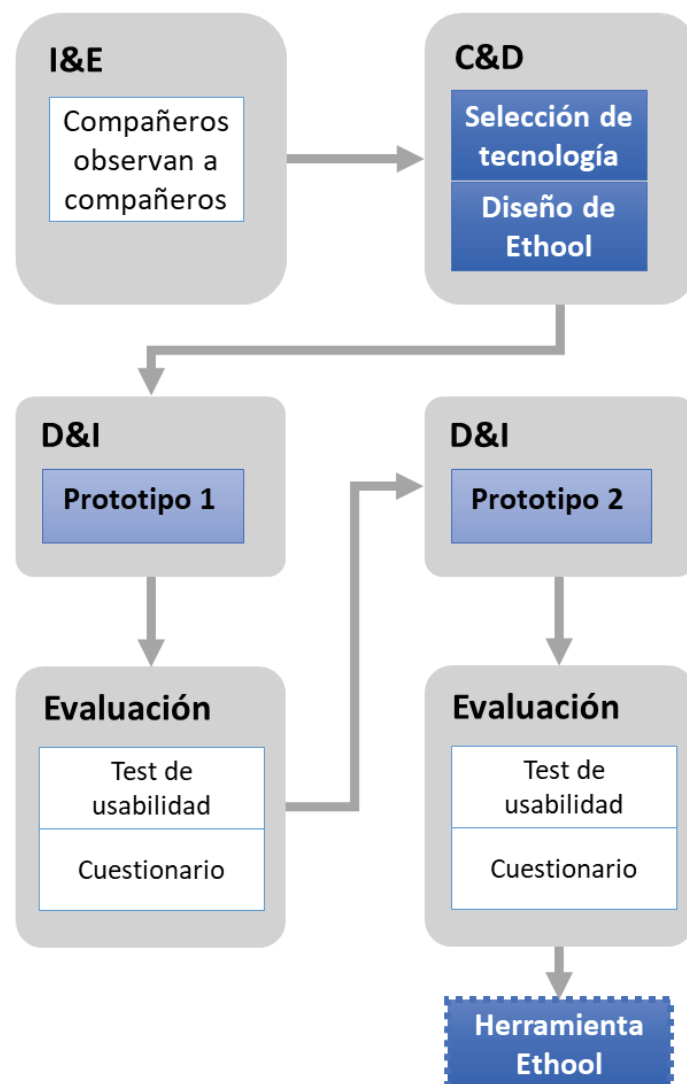 I&E
Compañeros
observan a
compañeros
C&D
Selección de
tecnología
Diseño de
Ethool
D&I
Prototipo 1
D&I
Prototipo 2
Evaluación
Test de
usabilidad
Cuestionario
Evaluación
Test de
usabilidad
Cuestionario
Herramienta
Ethool